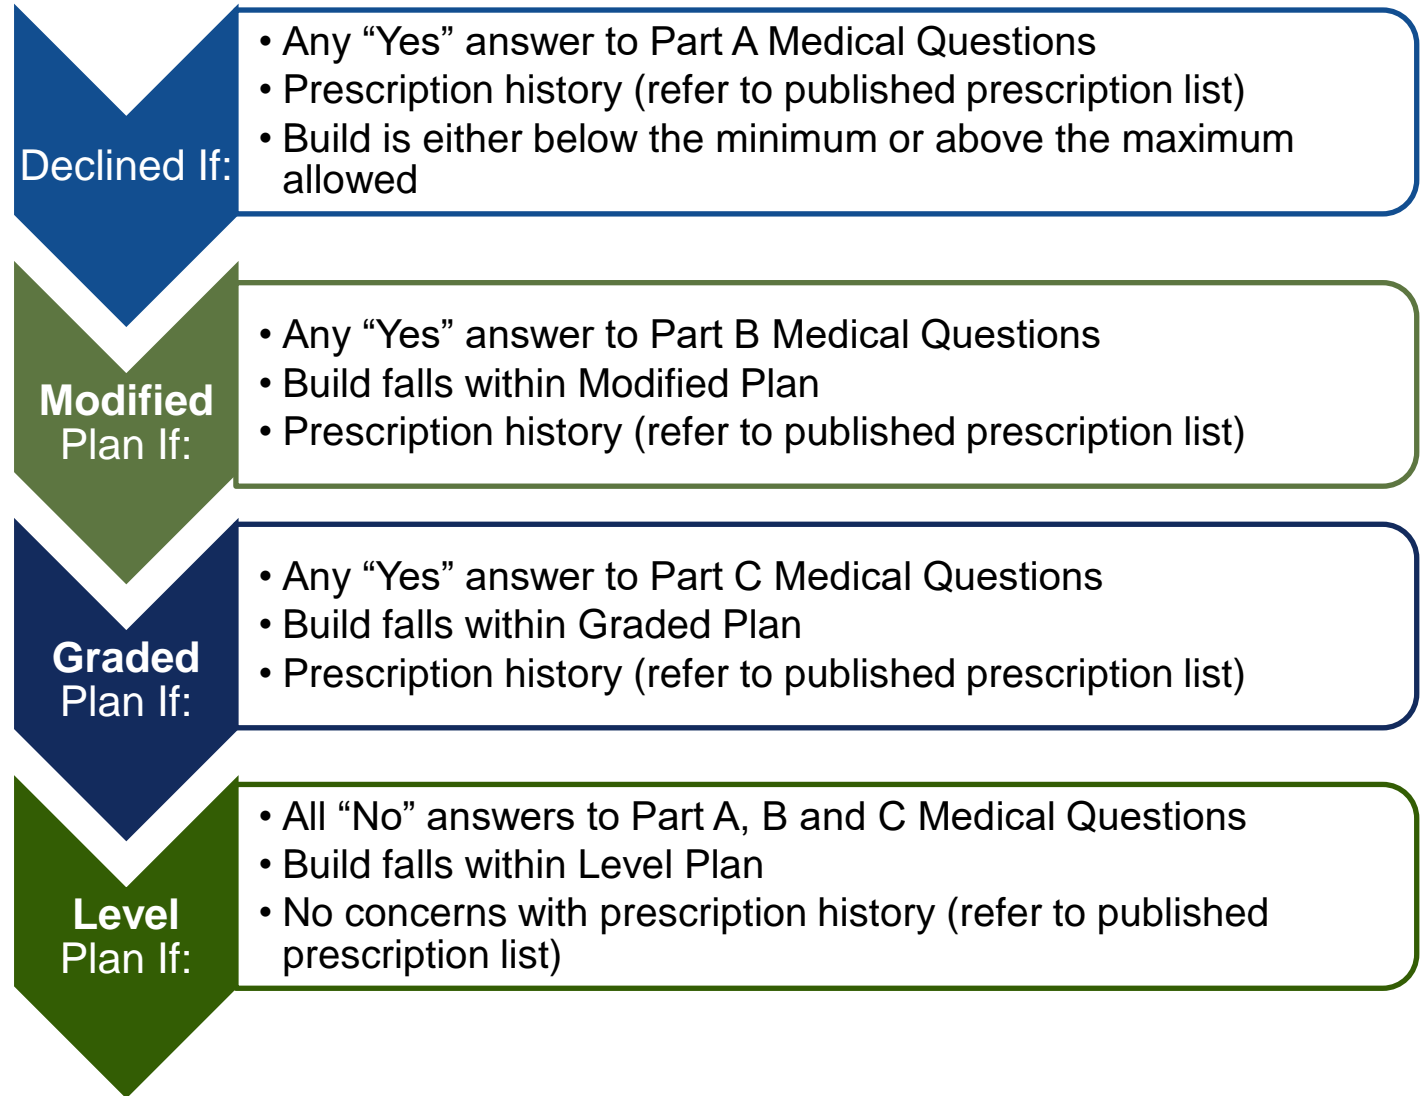 Declined If:
• Any “Yes” answer to Part A Medical Questions
• Prescription history (refer to published prescription list)
• Build is either below the minimum or above the maximum
allowed
Modified
Plan If:
• Any “Yes” answer to Part B Medical Questions
• Build falls within Modified Plan
• Prescription history (refer to published prescription list)
Graded
Plan If:
• Any “Yes” answer to Part C Medical Questions
• Build falls within Graded Plan
• Prescription history (refer to published prescription list)
Level
Plan If:
• All “No” answers to Part A, B and C Medical Questions
• Build falls within Level Plan
• No concerns with prescription history (refer to published
prescription list)